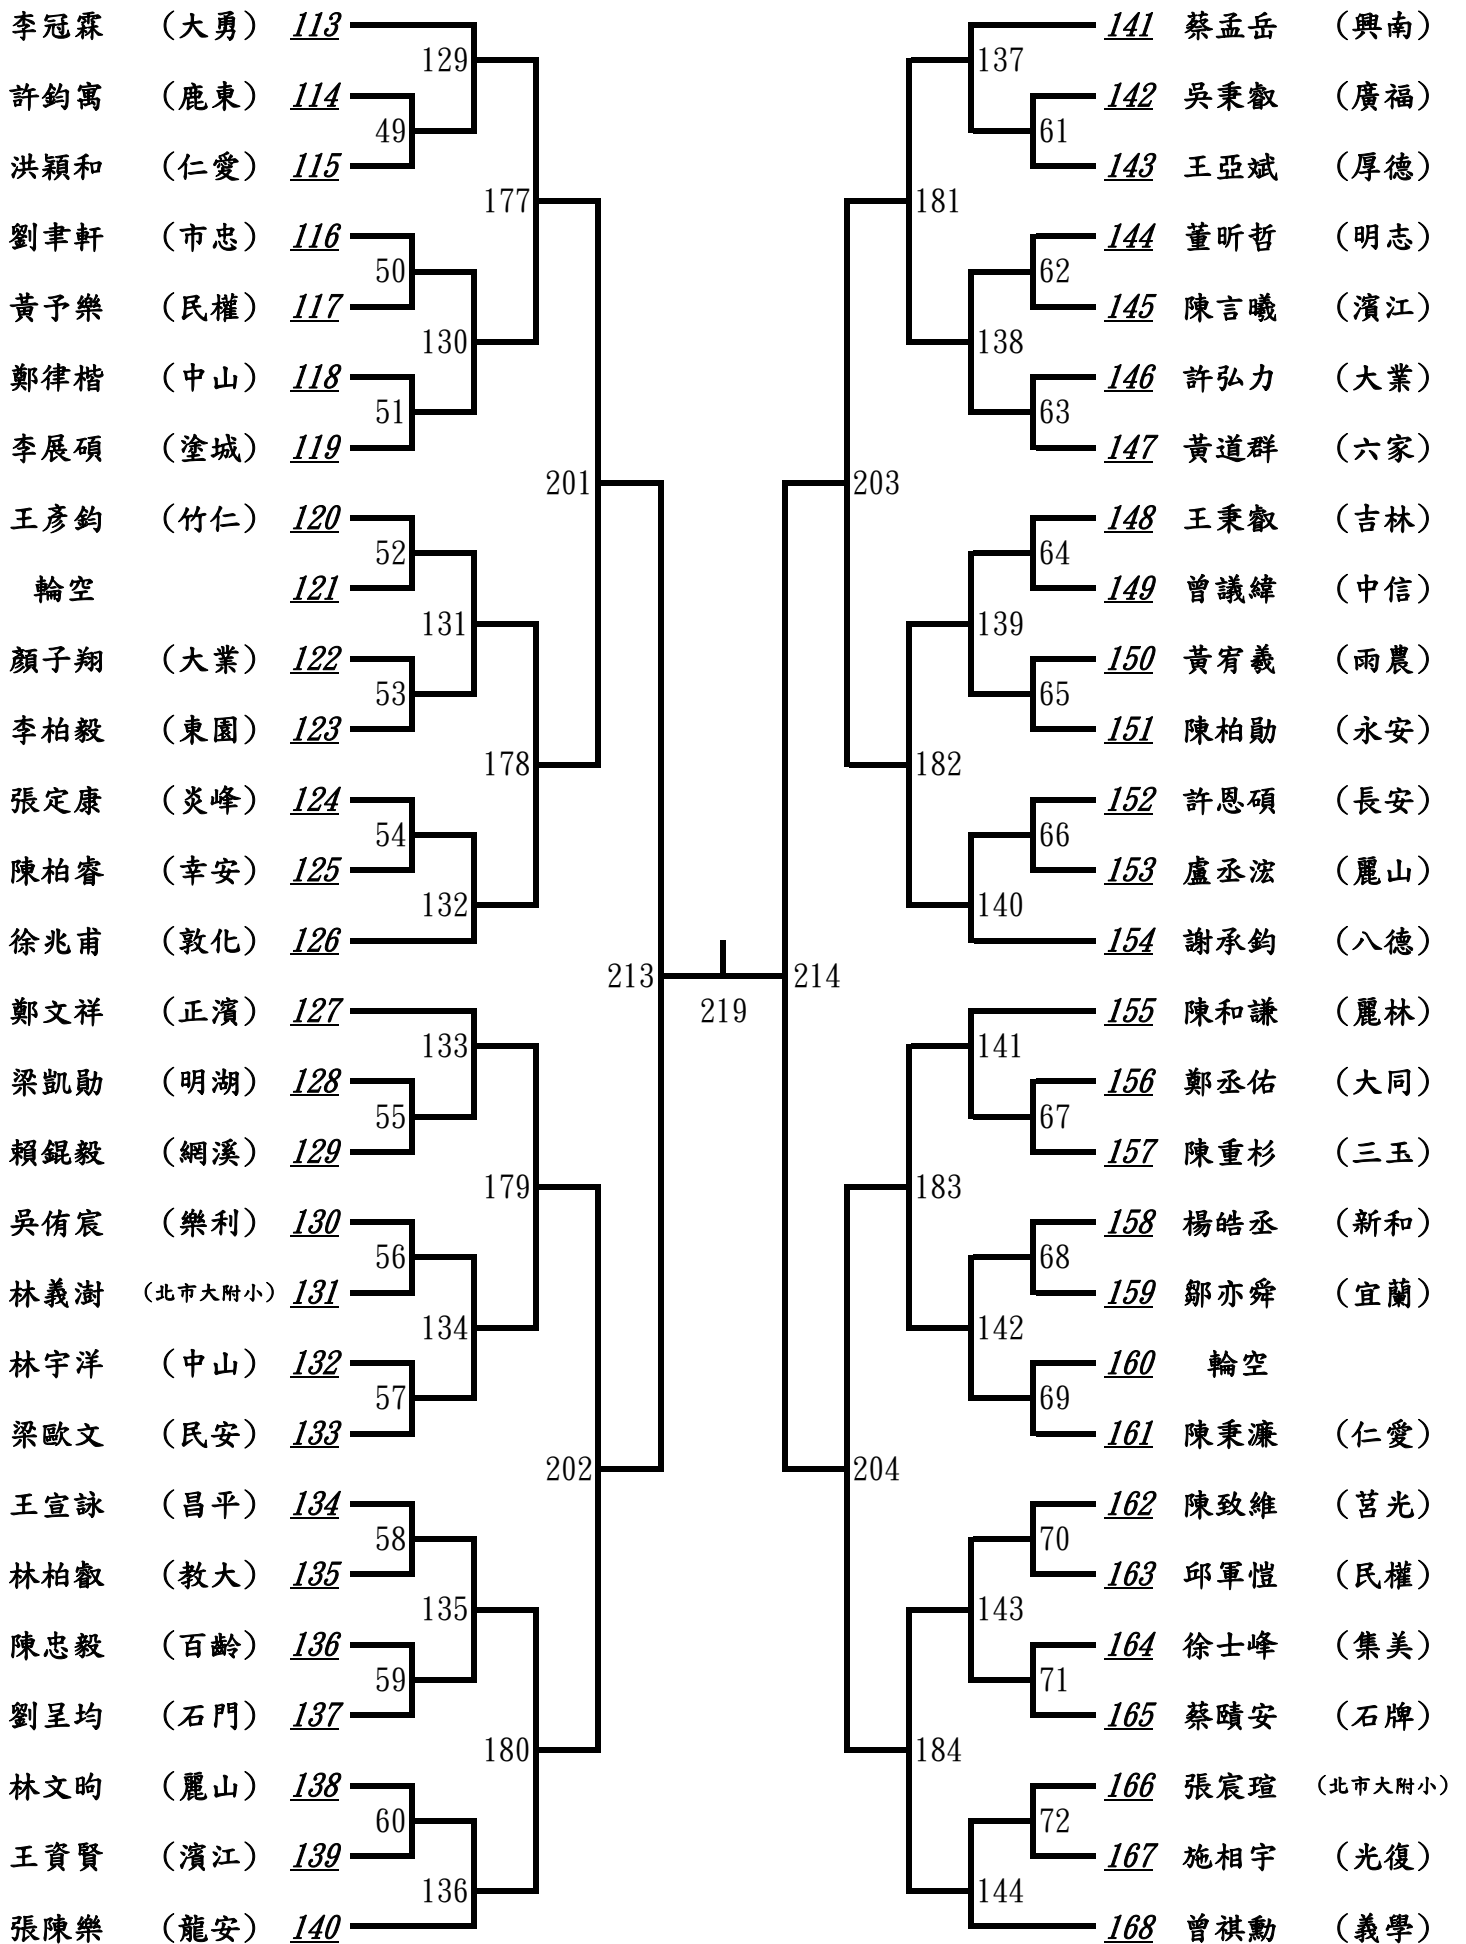 李冠霖 （大勇） 113
129
許鈞寓 （鹿東） 114
49
洪穎和 （仁愛） 115
177
劉聿軒 （市忠） 116
50
黃予樂 （民權） 117
130
鄭律楷 （中山） 118
51
李展碩 （塗城） 119
201
王彥鈞 （竹仁） 120
52
輪空 121
131
顏子翔 （大業） 122
53
李柏毅 （東園） 123
178
張定康 （炎峰） 124
54
陳柏睿 （幸安） 125
132
徐兆甫 （敦化） 126
213
鄭文祥 （正濱） 127
133
梁凱勛 （明湖） 128
55
賴錕毅 （網溪） 129
179
吳侑宸 （樂利） 130
56
林義澍 （北市大附小） 131
134
林宇洋 （中山） 132
57
梁歐文 （民安） 133
202
王宣詠 （昌平） 134
58
林柏叡 （教大） 135
135
陳忠毅 （百齡） 136
59
劉呈均 （石門） 137
180
林文昫 （麗山） 138
60
王資賢 （濱江） 139
136
張陳樂 （龍安） 140
219
141 蔡孟岳 （興南）
137
142 吳秉叡 （廣福）
61
143 王亞斌 （厚德）
181
144 董昕哲 （明志）
62
145 陳言曦 （濱江）
138
146 許弘力 （大業）
63
147 黃道群 （六家）
203
148 王秉叡 （吉林）
64
149 曾議緯 （中信）
139
150 黃宥羲 （雨農）
65
151 陳柏勛 （永安）
182
152 許恩碩 （長安）
66
153 盧丞浤 （麗山）
140
154 謝承鈞 （八德）
214
155 陳和謙 （麗林）
141
156 鄭丞佑 （大同）
67
157 陳重杉 （三玉）
183
158 楊皓丞 （新和）
68
159 鄒亦舜 （宜蘭）
142
160 輪空
69
161 陳秉濂 （仁愛）
204
162 陳致維 （莒光）
70
163 邱軍愷 （民權）
143
164 徐士峰 （集美）
71
165 蔡賾安 （石牌）
184
166 張宸瑄 （北市大附小）
72
167 施相宇 （光復）
144
168 曾祺勳 （義學）